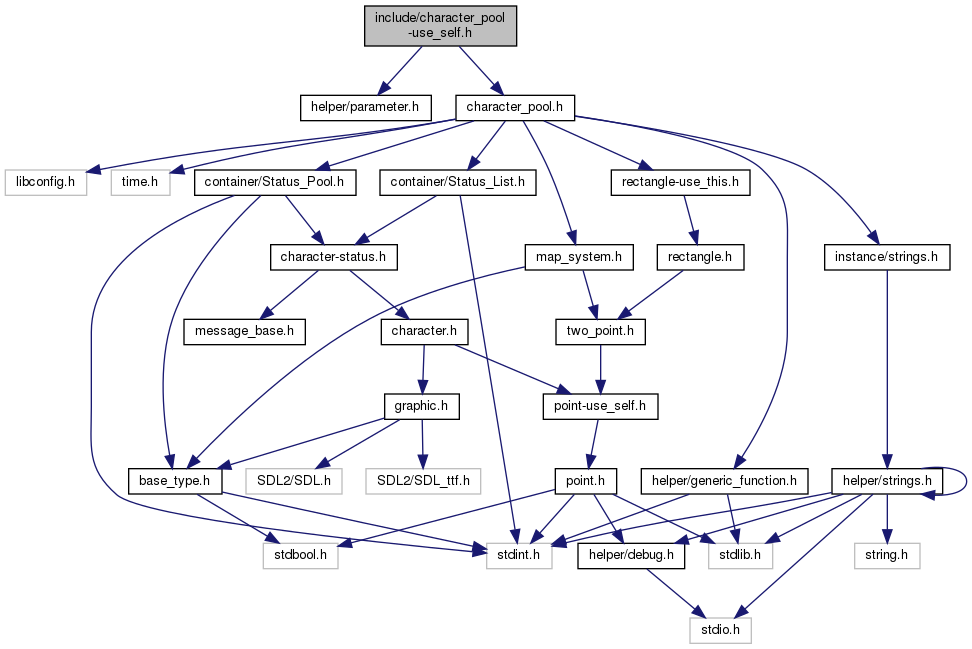 include/character_pool
-use_self.h
helper/parameter.h
character_pool.h
libconfig.h
time.h
container/Status_Pool.h
container/Status_List.h
rectangle-use_this.h
character-status.h
map_system.h
rectangle.h
instance/strings.h
message_base.h
character.h
two_point.h
graphic.h
point-use_self.h
base_type.h
SDL2/SDL.h
SDL2/SDL_ttf.h
point.h
helper/generic_function.h
helper/strings.h
stdbool.h
stdint.h
helper/debug.h
stdlib.h
string.h
stdio.h